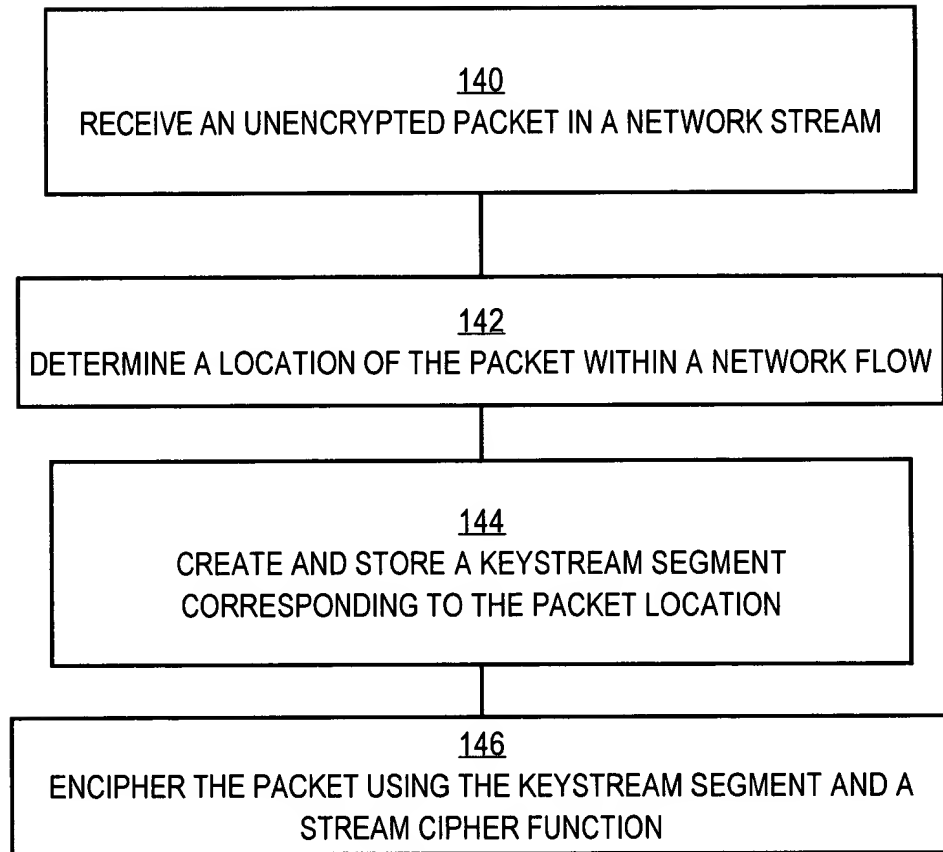 140
RECEIVE AN UNENCRYPTED PACKET IN A NETWORK STREAM
142
DETERMINE A LOCATION OF THE PACKET WITHIN A NETWORK FLOW
144
CREATE AND STORE A KEYSTREAM SEGMENT
CORRESPONDING TO THE PACKET LOCATION
146
ENCIPHER THE PACKET USING THE KEYSTREAM SEGMENT AND A
STREAM CIPHER FUNCTION